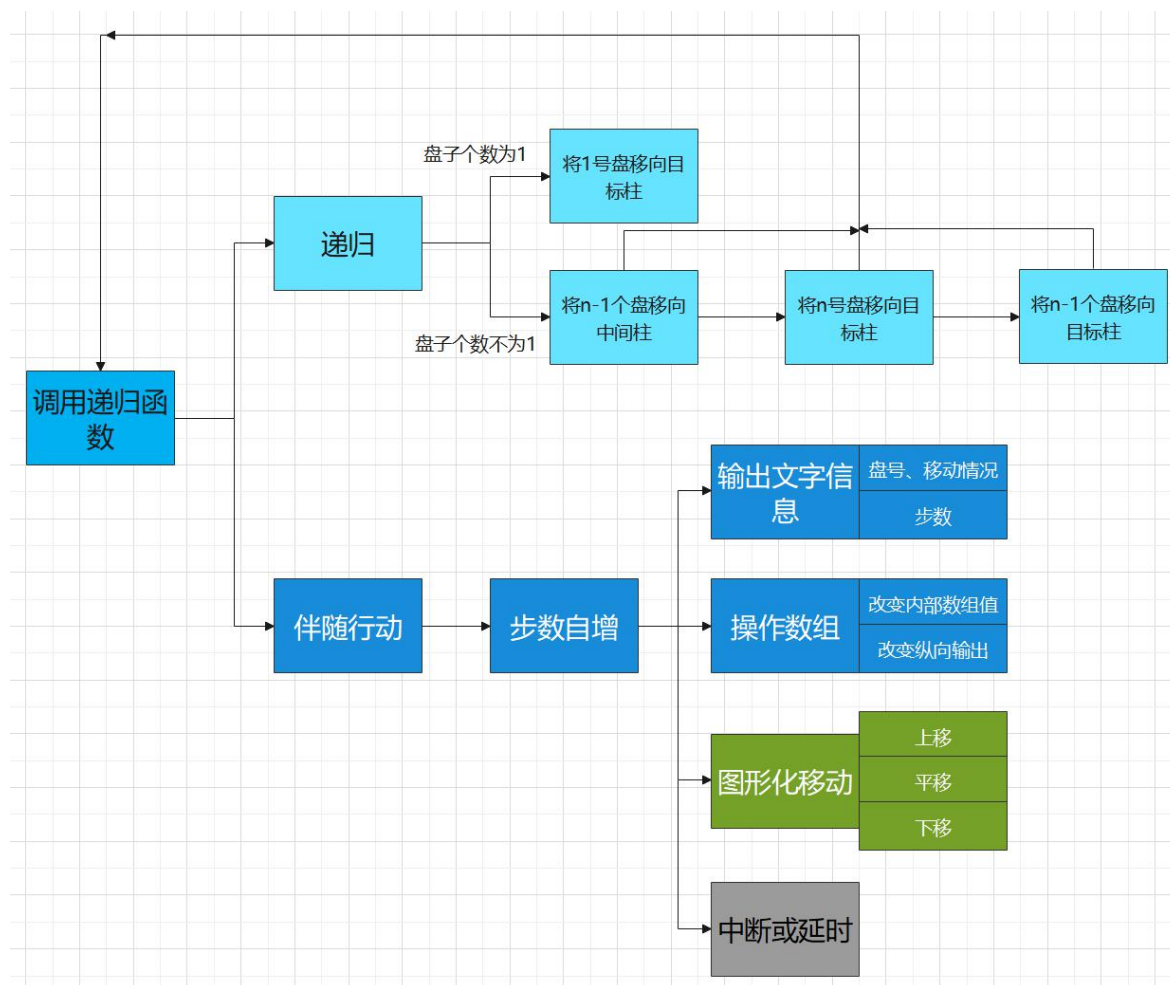 盘子个数为1
将1号盘移向目
标柱
递归
将n-1个盘移向
中间柱
将n号盘移向目
标柱
将n-1个盘移向
目标柱
盘子个数不为1
调用递归函
数
输出文字信
息
盘号、移动情况
步数
伴随行动
步数自增
操作数组
改变内部数组值
改变纵向输出
图形化移动
上移
平移
下移
中断或延时